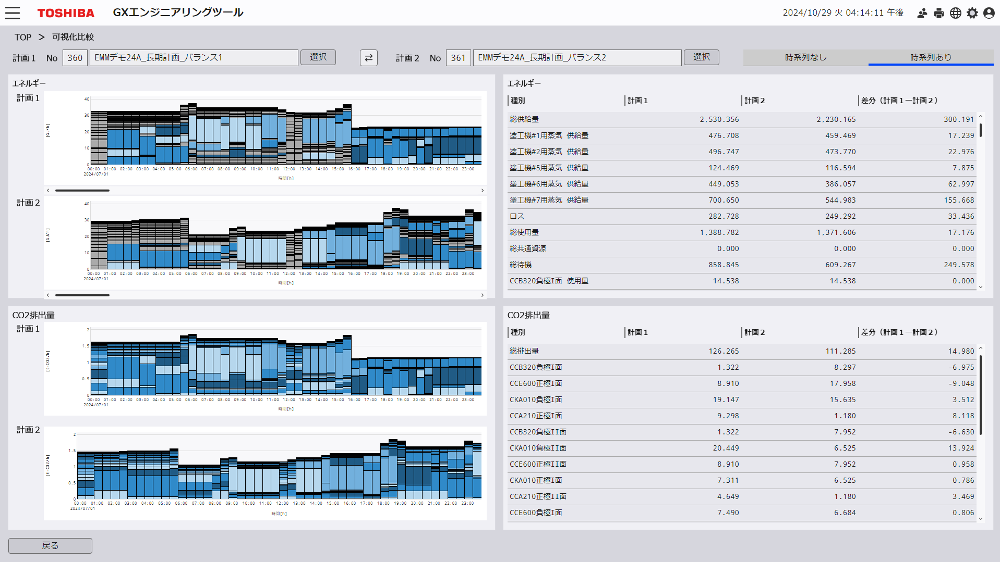 TOSHIBA GXエンジニアリングツール 2024/10/29 火 04:14:11 午後
TOP > 可視化比較
計画1 No 360 EMMデモ24A_長期計画_バランス1 選択 ⇄ 計画2 No 361 EMMデモ24A_長期計画_バランス2 選択 時系列なし 時系列あり
エネルギー
計画1
40
30
20
10
0
[GJ/h]
00:00 01:00 02:00 03:00 04:00 05:00 06:00 07:00 08:00 09:00 10:00 11:00 12:00 13:00 14:00 15:00 16:00 17:00 18:00 19:00 20:00 21:00 22:00 23:00
2024/07/01
時間[h]
計画2
40
30
20
10
0
[GJ/h]
00:00 01:00 02:00 03:00 04:00 05:00 06:00 07:00 08:00 09:00 10:00 11:00 12:00 13:00 14:00 15:00 16:00 17:00 18:00 19:00 20:00 21:00 22:00 23:00
2024/07/01
時間[h]
エネルギー
種別 計画1 計画2 差分（計画1ー計画2）
総供給量 2,530.356 2,230.165 300.191
塗工機#1用蒸気 供給量 476.708 459.469 17.239
塗工機#2用蒸気 供給量 496.747 473.770 22.976
塗工機#5用蒸気 供給量 124.469 116.594 7.875
塗工機#6用蒸気 供給量 449.053 386.057 62.997
塗工機#7用蒸気 供給量 700.650 544.983 155.668
ロス 282.728 249.292 33.436
総使用量 1,388.782 1,371.606 17.176
総共通資源 0.000 0.000 0.000
総待機 858.845 609.267 249.578
CCB320負極I面 使用量 14.538 14.538 0.000
CO2排出量
計画1
2
1.5
1
0.5
0
[t-CO2/h]
00:00 01:00 02:00 03:00 04:00 05:00 06:00 07:00 08:00 09:00 10:00 11:00 12:00 13:00 14:00 15:00 16:00 17:00 18:00 19:00 20:00 21:00 22:00 23:00
2024/07/01
時間[h]
計画2
2
1.5
1
0.5
0
[t-CO2/h]
00:00 01:00 02:00 03:00 04:00 05:00 06:00 07:00 08:00 09:00 10:00 11:00 12:00 13:00 14:00 15:00 16:00 17:00 18:00 19:00 20:00 21:00 22:00 23:00
2024/07/01
時間[h]
CO2排出量
種別 計画1 計画2 差分（計画1ー計画2）
総排出量 126.265 111.285 14.980
CCB320負極I面 1.322 8.297 -6.975
CCE600正極I面 8.910 17.958 -9.048
CKA010負極I面 19.147 15.635 3.512
CCA210正極I面 9.298 1.180 8.118
CCB320負極II面 1.322 7.952 -6.630
CKA010負極II面 20.449 6.525 13.924
CCE600正極II面 8.910 7.952 0.958
CKA010正極I面 7.311 6.525 0.786
CCA210正極II面 4.649 1.180 3.469
CCE600負極I面 7.490 6.684 0.806
戻る